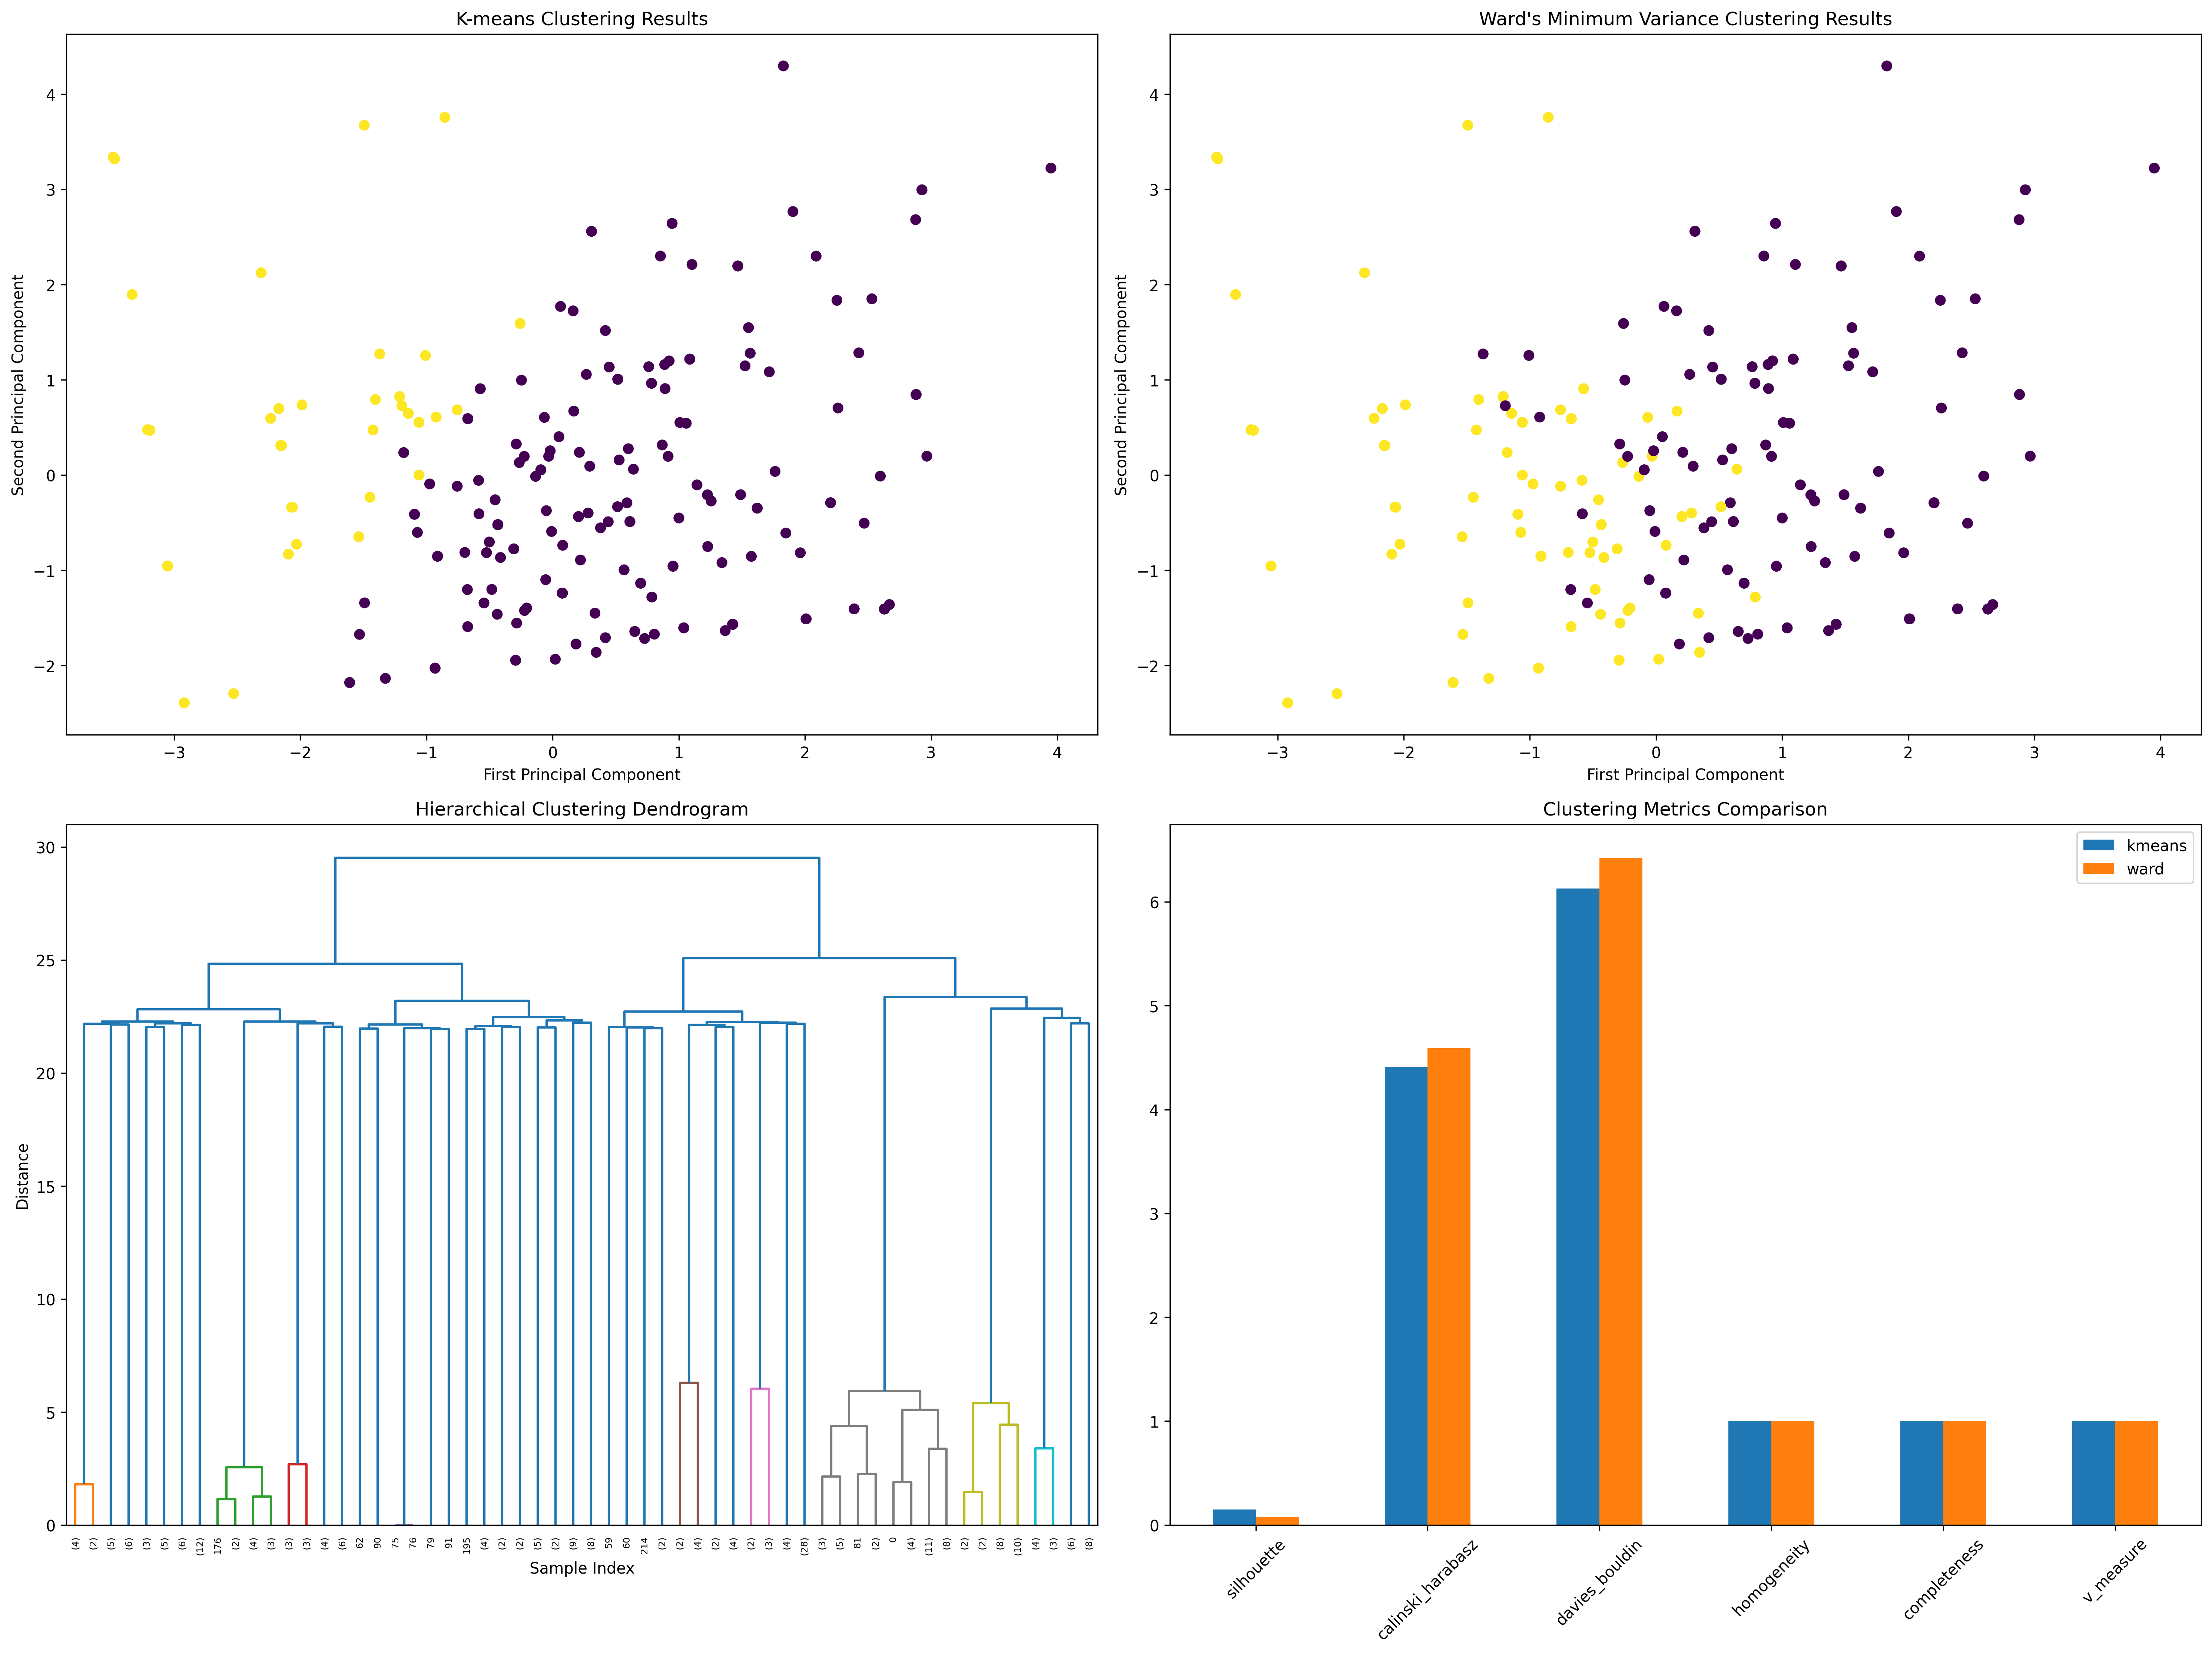 K-means Clustering Results
4
3
2
1
0
−1
−2
Second Principal Component
−3 −2 −1 0 1 2 3 4
First Principal Component
Ward's Minimum Variance Clustering Results
4
3
2
1
0
−1
−2
Second Principal Component
−3 −2 −1 0 1 2 3 4
First Principal Component
Hierarchical Clustering Dendrogram
30
25
20
15
10
5
0
Distance
(4) (2) (5) (6) (3) (5) (6) (12) 176 (2) (4) (3) (3) (3) (4) (6) 62 90 75 76 79 91 195 (4) (2) (2) (5) (2) (9) (8) 59 60 214 (2) (2) (4) (2) (4) (2) (3) (4) (28) (3) (5) 81 (2) 0 (4) (11) (8) (2) (2) (8) (10) (4) (3) (6) (8)
Sample Index
Clustering Metrics Comparison
kmeans
ward
6
5
4
3
2
1
0
silhouette calinski_harabasz davies_bouldin homogeneity completeness v_measure